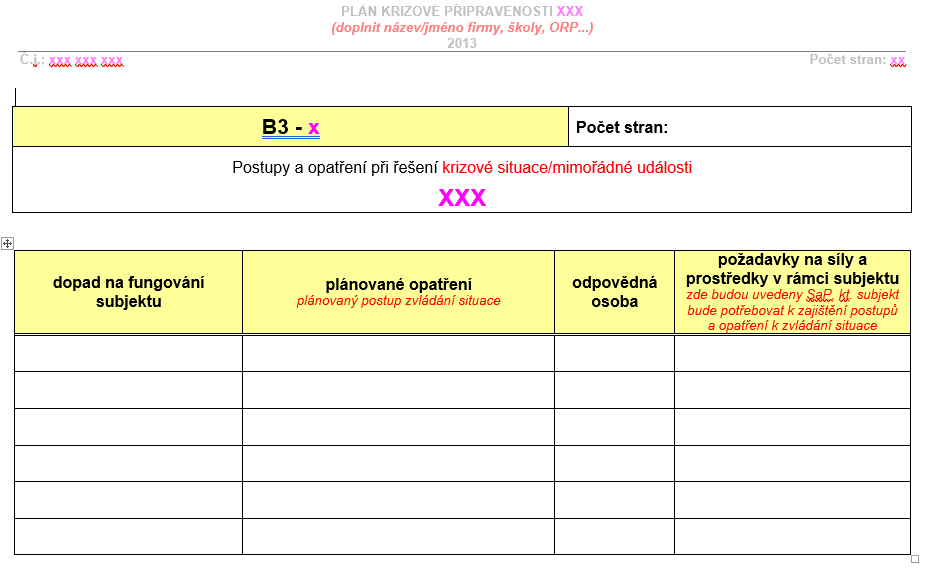 PLÁN KRIZOVÉ PŘIPRAVENOSTI XXX
(doplnit název/jméno firmy, školy, ORP...)
2013
Č.j.: xxx xxx xxx
Počet stran: xx
B3 - x
Počet stran:
Postupy a opatření při řešení krizové situace/mimořádné události
XXX
dopad na fungování
subjektu
plánované opatření
plánovaný postup zvládání situace
odpovědná
osoba
požadavky na síly a
prostředky v rámci subjektu
zde budou uvedeny SaP, kt. subjekt
bude potřebovat k zajištění postupů
a opatření k zvládání situace